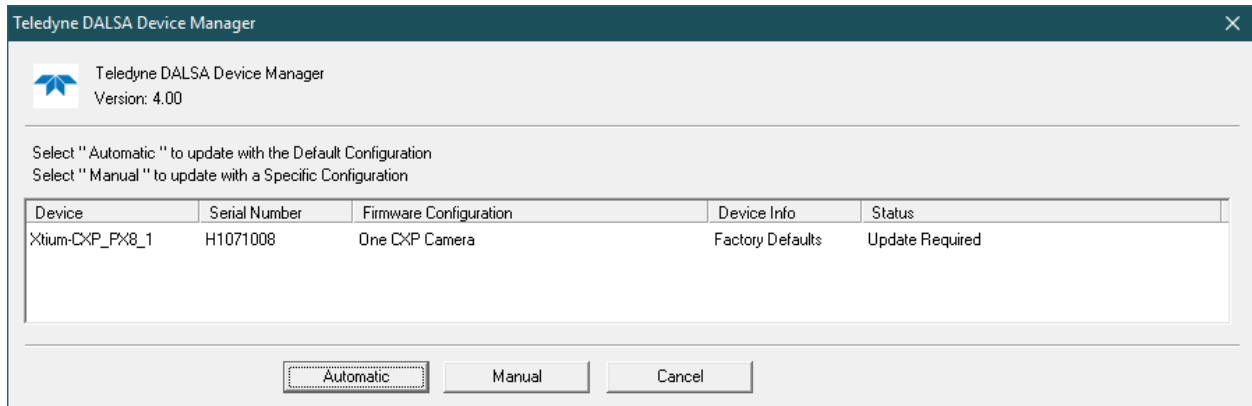 Teledyne DALSA Device Manager
Teledyne DALSA Device Manager
Version: 4.00
Select "Automatic" to update with the Default Configuration
Select "Manual" to update with a Specific Configuration
Device Serial Number Firmware Configuration Device Info Status
Xtium-CXP_PX8_1 H1071008 One CXP Camera Factory Defaults Update Required
Automatic Manual Cancel